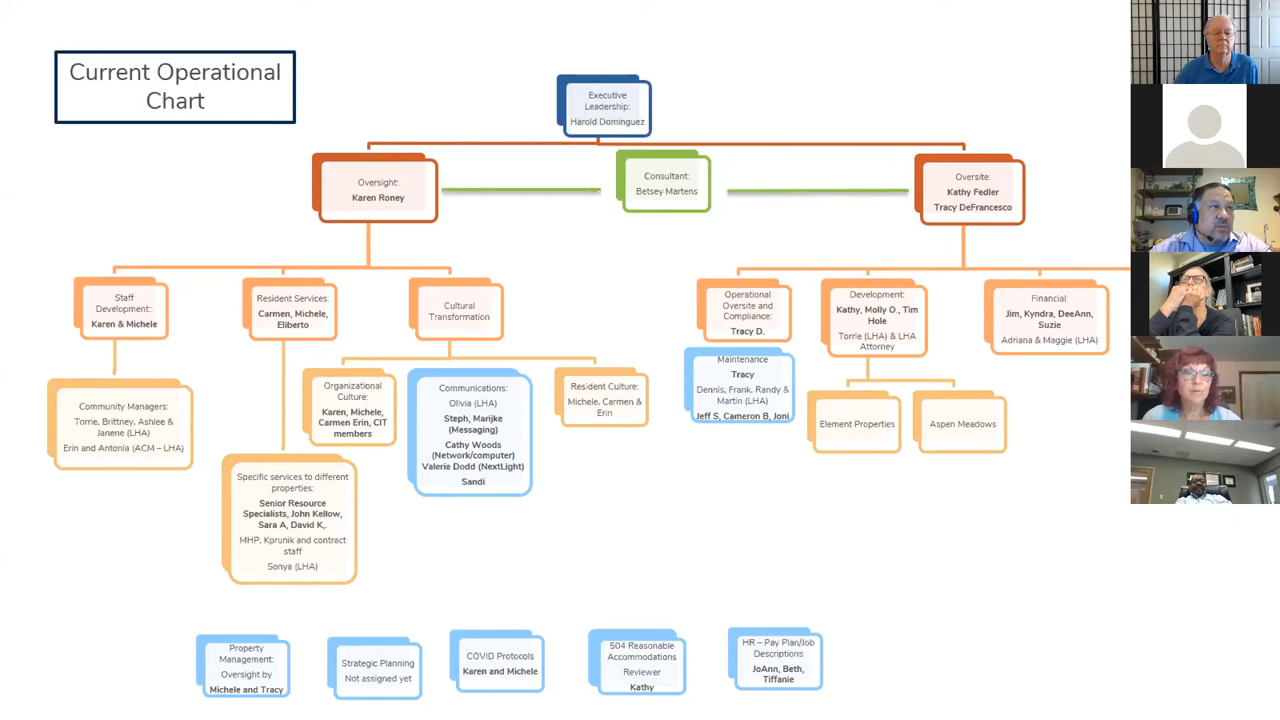 Current Operational
Chart
Executive
Leadership:
Harold Dominguez
Oversight:
Karen Roney
Consultant:
Betsey Martens
Oversite:
Kathy Fedler
Tracy DeFrancesco
Staff
Development::
Karen & Michele
Resident Services:
Carmen, Michele,
Eliberto
Cultural
Transformation
Operational
Oversite and
Compliance:
Tracy D.
Development:
Kathy, Molly O., Tim
Hole
Torrie (LHA) & LHA
Attorney
Financial:
Jim, Kyndra, DeeAnn,
Suzie
Adriana & Maggie (LHA)
Community Managers:
Torrie, Brittney, Ashlee &
Janene (LHA)
Erin and Antonia (ACM – LHA)
Organizational
Culture:
Karen, Michele,
Carmen Erin, CIT
members
Communications:
Olivia (LHA)
Steph, Marijke
(Messaging)
Cathy Woods
(Network/computer)
Valerie Dodd (NextLight)
Sandi
Resident Culture:
Michele, Carmen &
Erin
Maintenance
Tracy
Dennis, Frank, Randy &
Martin (LHA)
Jeff S, Cameron B, Joni
Element Properties
Aspen Meadows
Specific services to different
properties:
Senior Resource
Specialists, John Kellow,
Sara A, David K,.
MHP, Kprunik and contract
staff
Sonya (LHA)
Property
Management:
Oversight by
Michele and Tracy
Strategic Planning
Not assigned yet
COVID Protocols
Karen and Michele
504 Reasonable
Accommodations
Reviewer
Kathy
HR – Pay Plan/Job
Descriptions
JoAnn, Beth,
Tiffanie